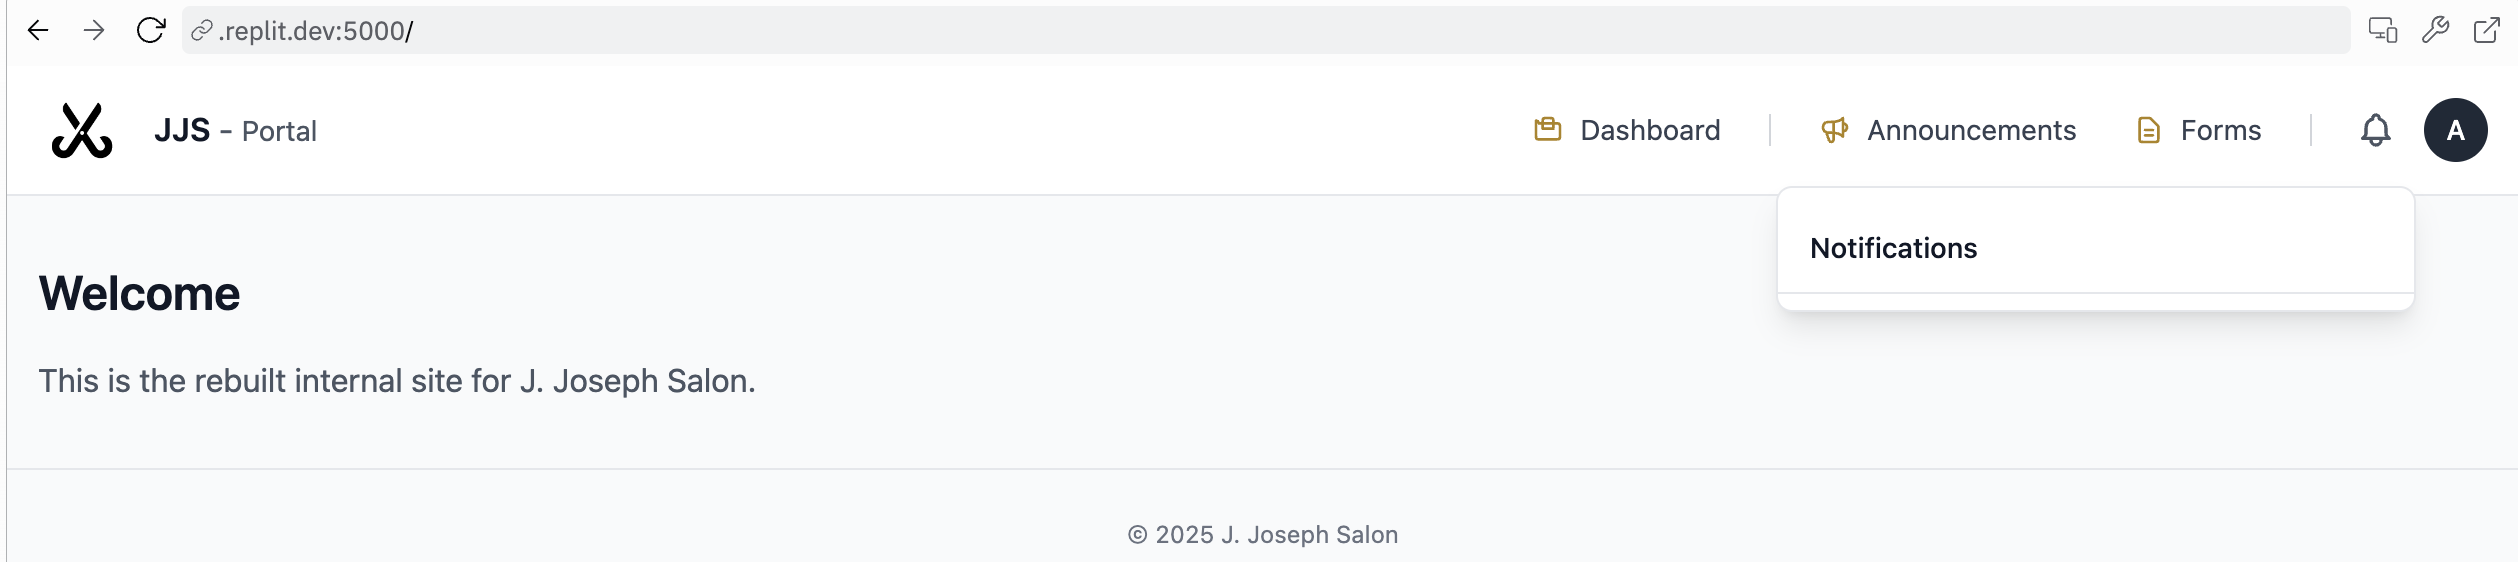 .replit.dev:5000/
JJS - Portal
Dashboard
Announcements
Forms
A
Notifications
Welcome
This is the rebuilt internal site for J. Joseph Salon.
© 2025 J. Joseph Salon